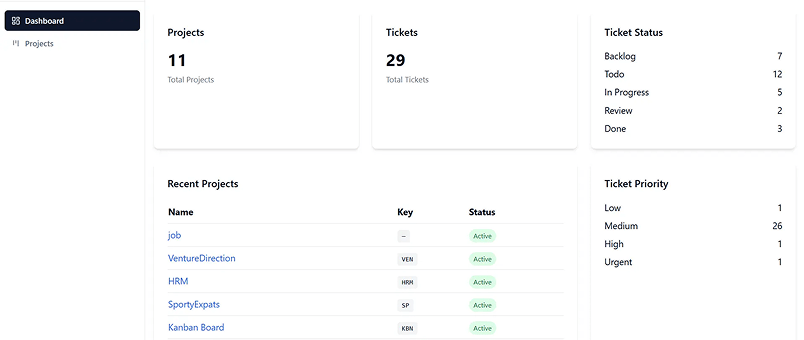 Dashboard
Projects
Projects
11
Total Projects
Tickets
29
Total Tickets
Ticket Status
Backlog 7
Todo 12
In Progress 5
Review 2
Done 3
Recent Projects
Name Key Status
job – Active
VentureDirection VEN Active
HRM HRM Active
SportyExpats SP Active
Kanban Board KBN Active
Ticket Priority
Low 1
Medium 26
High 1
Urgent 1